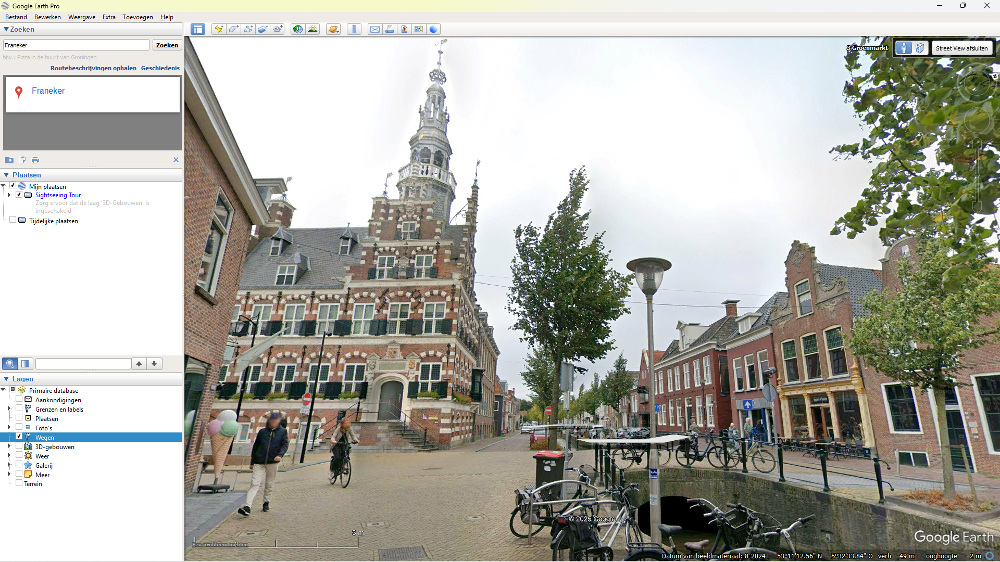 Google Earth Pro
Bestand Bewerken Weergave Extra Toevoegen Help
Zoeken
Franeker
Zoeken
bijv.: Pizza in de buurt van Groningen
Routebeschrijvingen ophalen Geschiedenis
Franeker
Plaatsen
Mijn plaatsen
Sightseeing Tour
Zorg ervoor dat de laag '3D-Gebouwen' is
ingeschakeld
Tijdelijke plaatsen
Lagen
Primaire database
Aankondigingen
Grenzen en labels
Plaatsen
Foto's
Wegen
3D-gebouwen
Weer
Galerij
Meer
Terrein
3 Groenmarkt
Street View afsluiten
N
© 2025 Google
3 m
Een probleem melden
Google Earth
Datum van beeldmateriaal: 8-2024 53°11'12.56" N 5°32'33.84" O verh 49 m ooghoogte 2 m